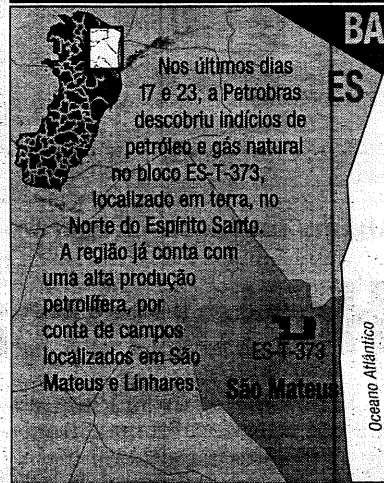 BA
ES
Nos últimos dias
17 e 23, a Petrobras
descobriu indícios de
petróleo e gás natural
no bloco ES-T-373,
localizado em terra, no
Norte do Espírito Santo.
A região já conta com
uma alta produção
petrolífera, por
conta de campos
localizados em São
Mateus e Linhares.
ES-T-373
São Mateus
Oceano Atlântico